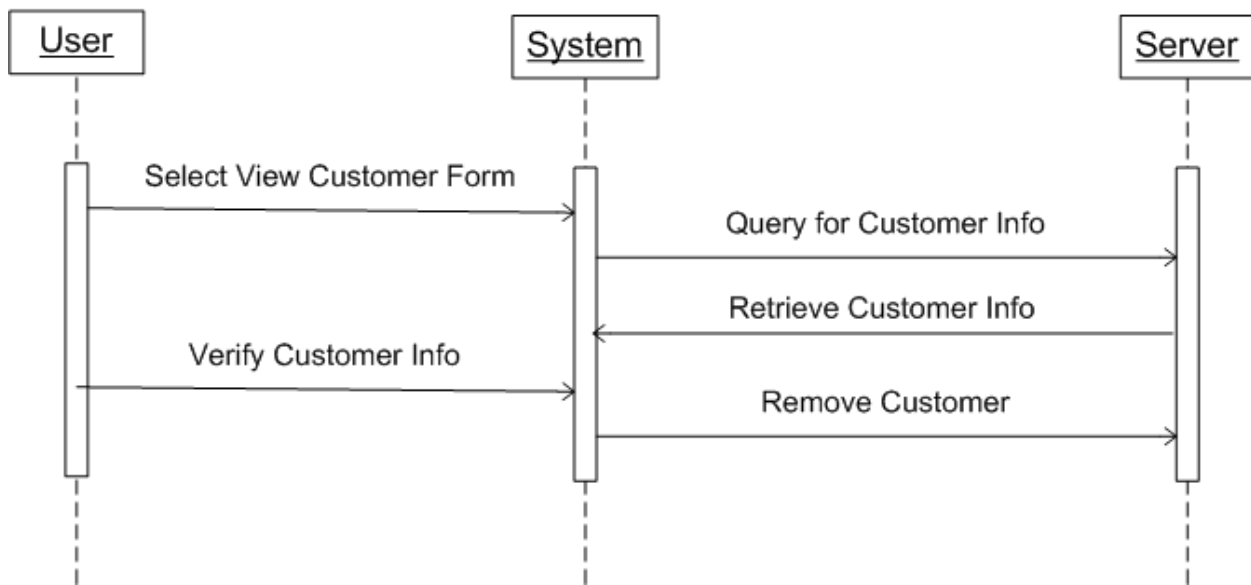 User
System
Server
Select View Customer Form
Query for Customer Info
Retrieve Customer Info
Verify Customer Info
Remove Customer